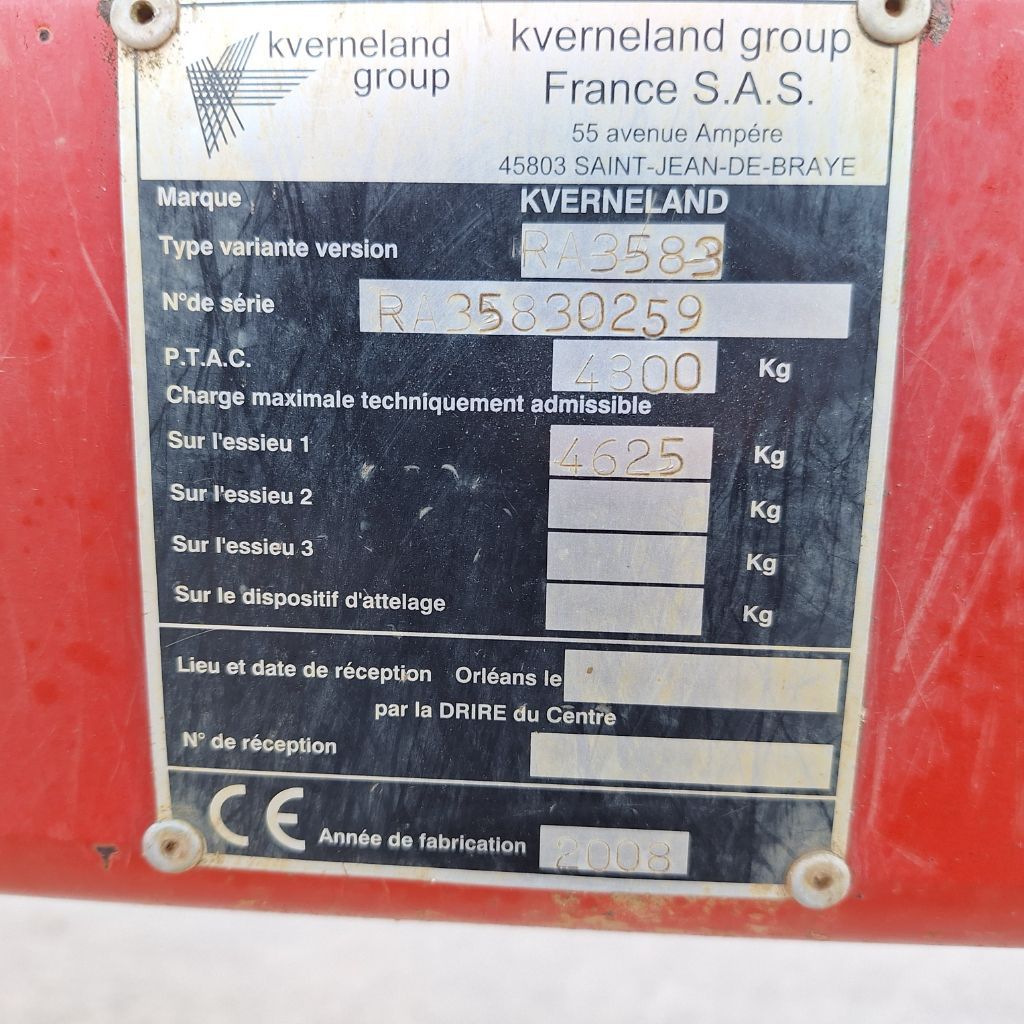 kverneland
group
kverneland group
France S.A.S.
55 avenue Ampére
45803 SAINT-JEAN-DE-BRAYE
Marque KVERNELAND
Type variante version RA3583
N°de série RA35830259
P.T.A.C. 4300 Kg
Charge maximale techniquement admissible
Sur l'essieu 1 4625 Kg
Sur l'essieu 2 Kg
Sur l'essieu 3 Kg
Sur le dispositif d'attelage Kg
Lieu et date de réception Orléans le
par la DRIRE du Centre
N° de réception
CE Année de fabrication 2008